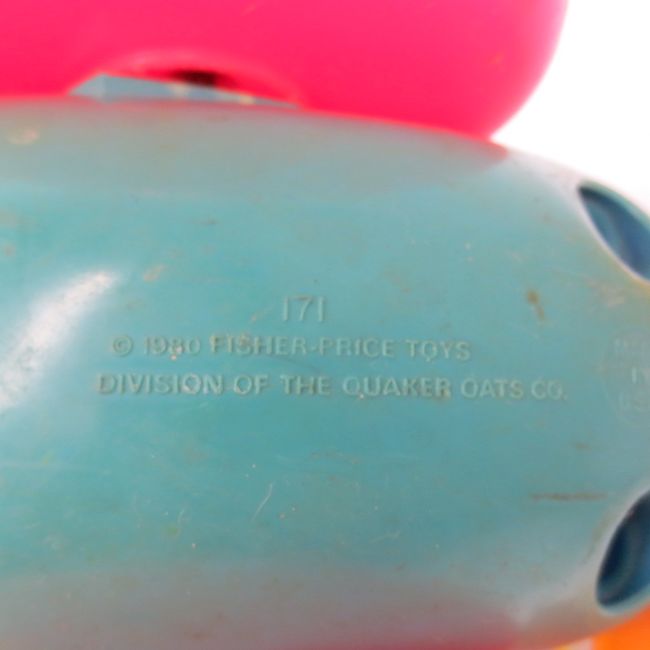 171
© 1980 FISHER-PRICE TOYS
DIVISION OF THE QUAKER OATS CO.